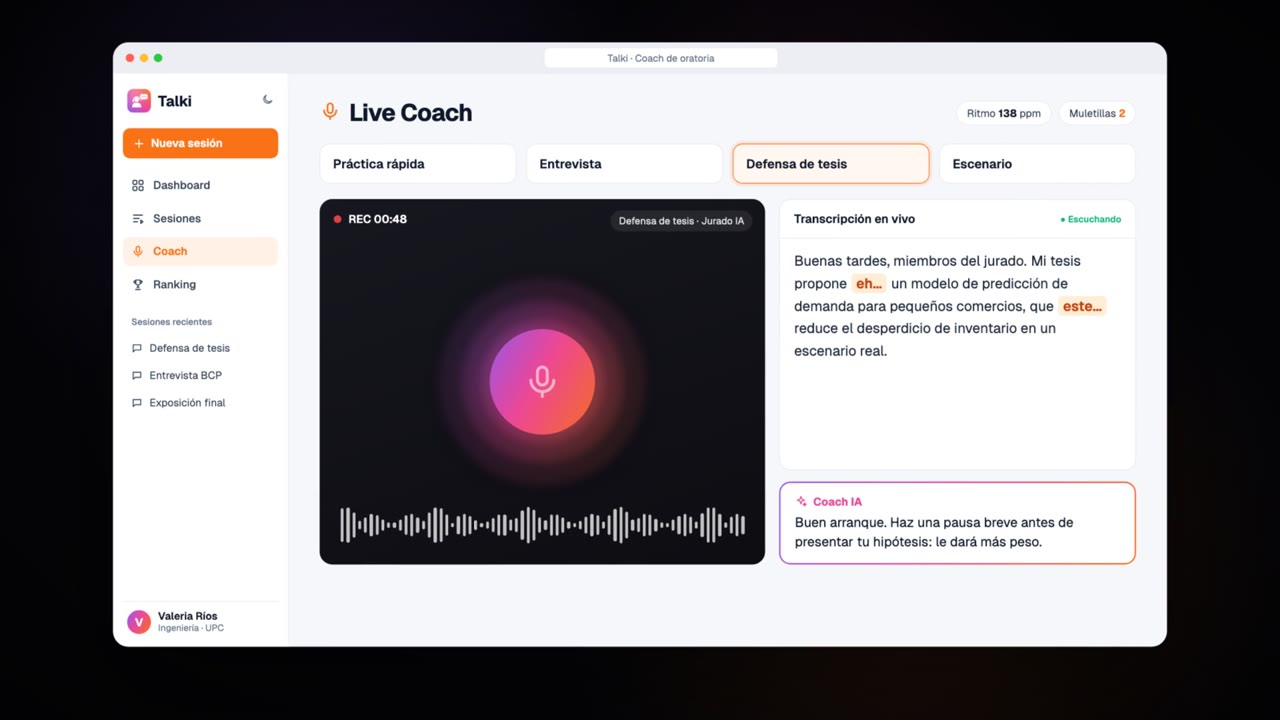 Talki · Coach de oratoria
Talki
Nueva sesión
Dashboard
Sesiones
Coach
Ranking
Sesiones recientes
Defensa de tesis
Entrevista BCP
Exposición final
Valeria Ríos
Ingeniería · UPC
Live Coach
Ritmo 138 ppm
Muletillas 2
Práctica rápida
Entrevista
Defensa de tesis
Escenario
REC 00:48
Defensa de tesis · Jurado IA
Transcripción en vivo
Escuchando
Buenas tardes, miembros del jurado. Mi tesis
propone eh... un modelo de predicción de
demanda para pequeños comercios, que este...
reduce el desperdicio de inventario en un
escenario real.
Coach IA
Buen arranque. Haz una pausa breve antes de
presentar tu hipótesis: le dará más peso.
V